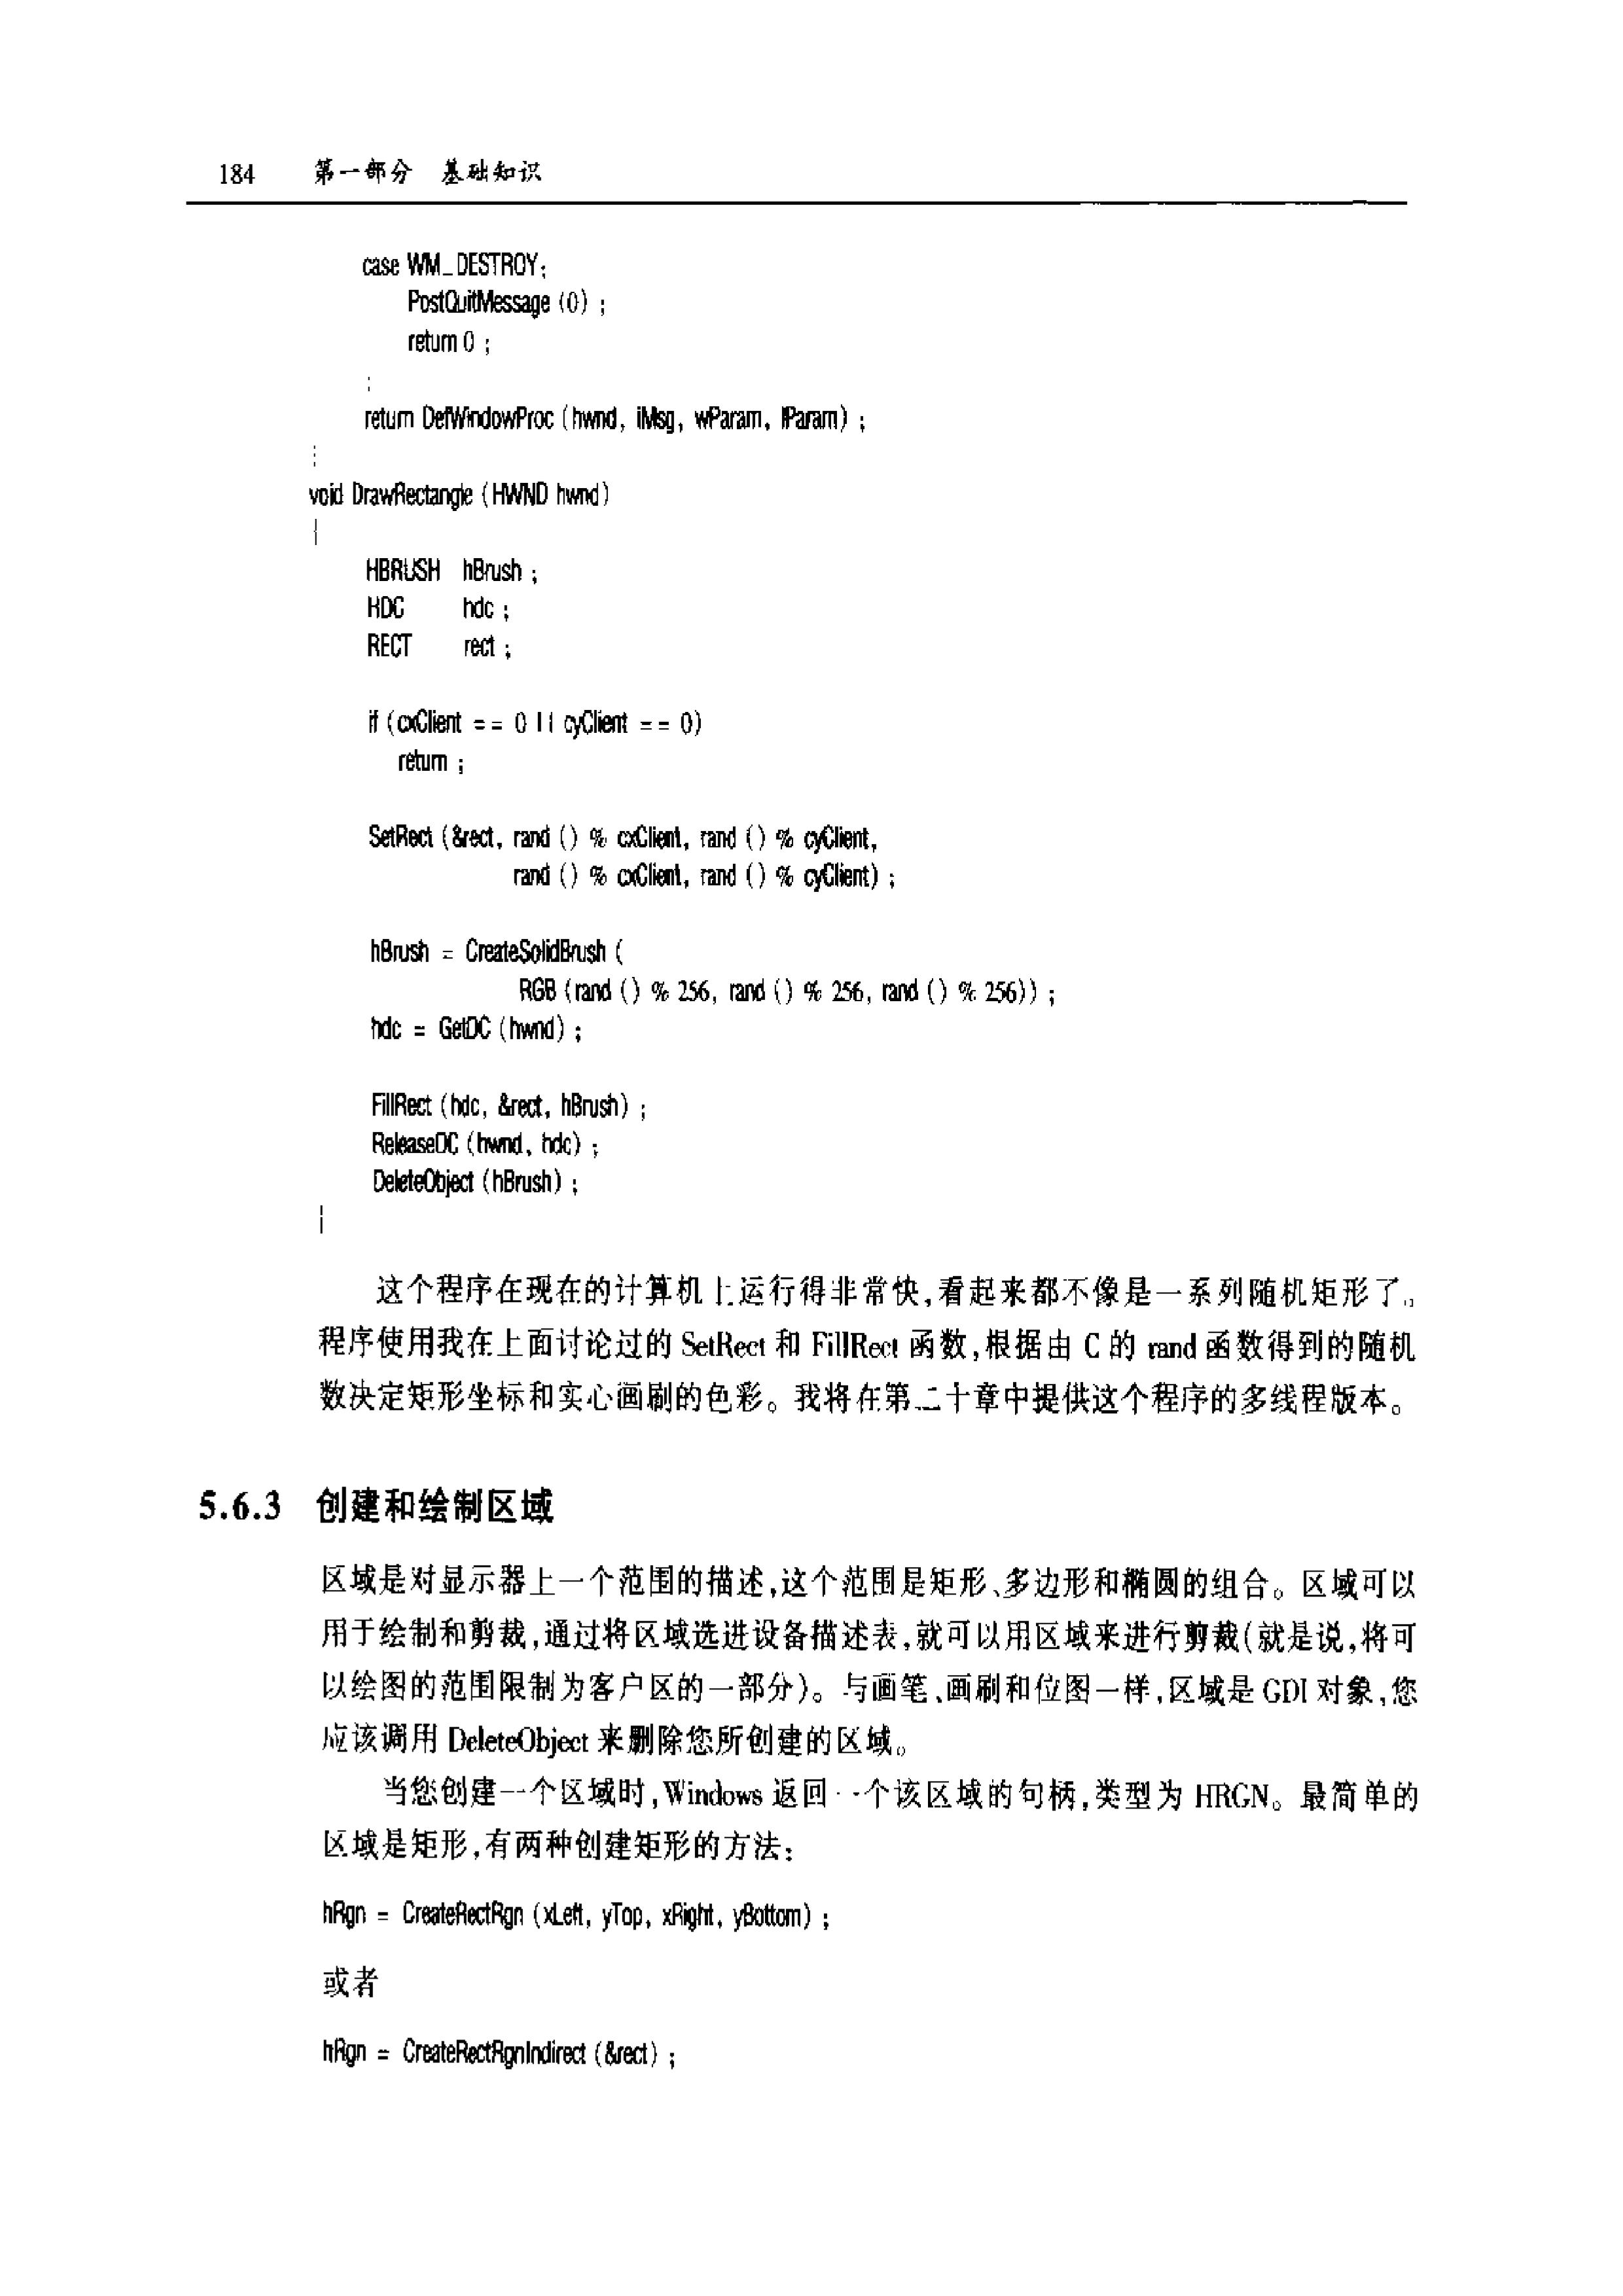 184 第一部分 基础知识
case WM_DESTROY:
PostQuitMessage (0) ;
return 0 ;
}
return DefWindowProc (hwnd, iMsg, wParam, lParam) ;
}
void DrawRectangle (HWND hwnd)
{
HBRUSH hBrush ;
HDC hdc ;
RECT rect ;
if (cxClient == 0 || cyClient == 0)
return ;
SetRect (&rect, rand () % cxClient, rand () % cyClient,
rand () % cxClient, rand () % cyClient) ;
hBrush = CreateSolidBrush (
RGB (rand () % 256, rand () % 256, rand () % 256)) ;
hdc = GetDC (hwnd) ;
FillRect (hdc, &rect, hBrush) ;
ReleaseDC (hwnd, hdc) ;
DeleteObject (hBrush) ;
}
这个程序在现在的计算机上运行得非常快,看起来都不像是一系列随机矩形了。
程序使用我在上面讨论过的 SetRect 和 FillRect 函数,根据由 C 的 rand 函数得到的随机
数决定矩形坐标和实心画刷的色彩。我将在第二十章中提供这个程序的多线程版本。
5.6.3 创建和绘制区域
区域是对显示器上一个范围的描述,这个范围是矩形、多边形和椭圆的组合。区域可以
用于绘制和剪裁,通过将区域选进设备描述表,就可以用区域来进行剪裁(就是说,将可
以绘图的范围限制为客户区的一部分)。与画笔、画刷和位图一样,区域是 GDI 对象,您
应该调用 DeleteObject 来删除您所创建的区域。
当您创建一个区域时,Windows 返回一个该区域的句柄,类型为 HRGN。最简单的
区域是矩形,有两种创建矩形的方法:
hRgn = CreateRectRgn (xLeft, yTop, xRight, yBottom) ;
或者
hRgn = CreateRectRgnIndirect (&rect) ;